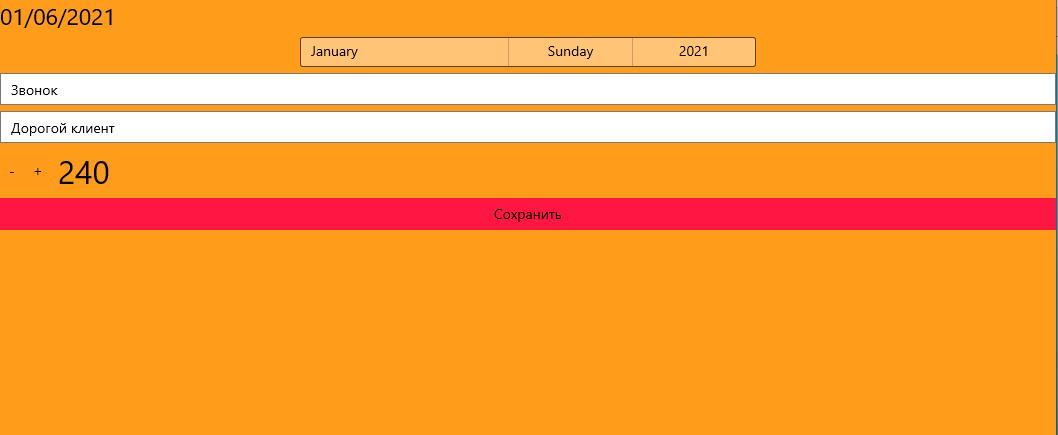 01/06/2021
January Sunday 2021
Звонок
Дорогой клиент
- + 240
Сохранить